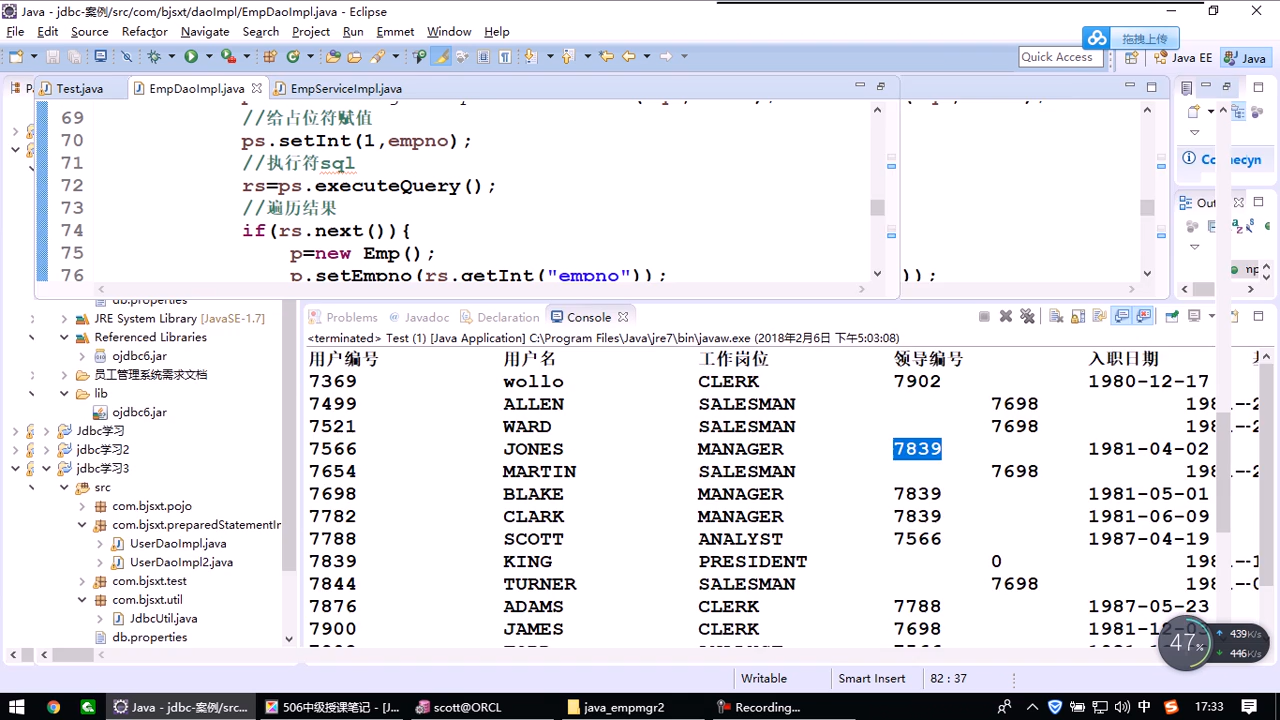 Java - jdbc-案例/src/com/bjsxt/daoImpl/EmpDaoImpl.java - Eclipse
File Edit Source Refactor Navigate Search Project Run Emmet Window Help
拖拽上传
Quick Access
Java EE
Java
Test.java
EmpDaoImpl.java
EmpServiceImpl.java
69 //给占位符赋值
70 ps.setInt(1,empno);
71 //执行符sql
72 rs=ps.executeQuery();
73 //遍历结果
74 if(rs.next()){
75 p=new Emp();
76 p.setEmpno(rs.getInt("empno"));
));
Out
db.properties
JRE System Library [JavaSE-1.7]
Referenced Libraries
ojdbc6.jar
员工管理系统需求文档
lib
ojdbc6.jar
Jdbc学习
jdbc学习2
jdbc学习3
src
com.bjsxt.pojo
com.bjsxt.preparedStatementIn
UserDaoImpl.java
UserDaoImpl2.java
com.bjsxt.test
com.bjsxt.util
JdbcUtil.java
db.properties
Problems Javadoc Declaration Console
<terminated> Test (1) [Java Application] C:\Program Files\Java\jre7\bin\javaw.exe (2018年2月6日 下午5:03:08)
用户编号 用户名 工作岗位 领导编号 入职日期
7369 wollo CLERK 7902 1980-12-17
7499 ALLEN SALESMAN 7698
7521 WARD SALESMAN 7698
7566 JONES MANAGER 7839 1981-04-02
7654 MARTIN SALESMAN 7698
7698 BLAKE MANAGER 7839 1981-05-01
7782 CLARK MANAGER 7839 1981-06-09
7788 SCOTT ANALYST 7566 1987-04-19
7839 KING PRESIDENT 0
7844 TURNER SALESMAN 7698
7876 ADAMS CLERK 7788 1987-05-23
7900 JAMES CLERK 7698 1981-12-03
47%
439K/s
446K/s
Writable Smart Insert 82 : 37
Java - jdbc-案例/src...
506中级授课笔记 - [J...
scott@ORCL
java_empmgr2
Recording...
中
17:33